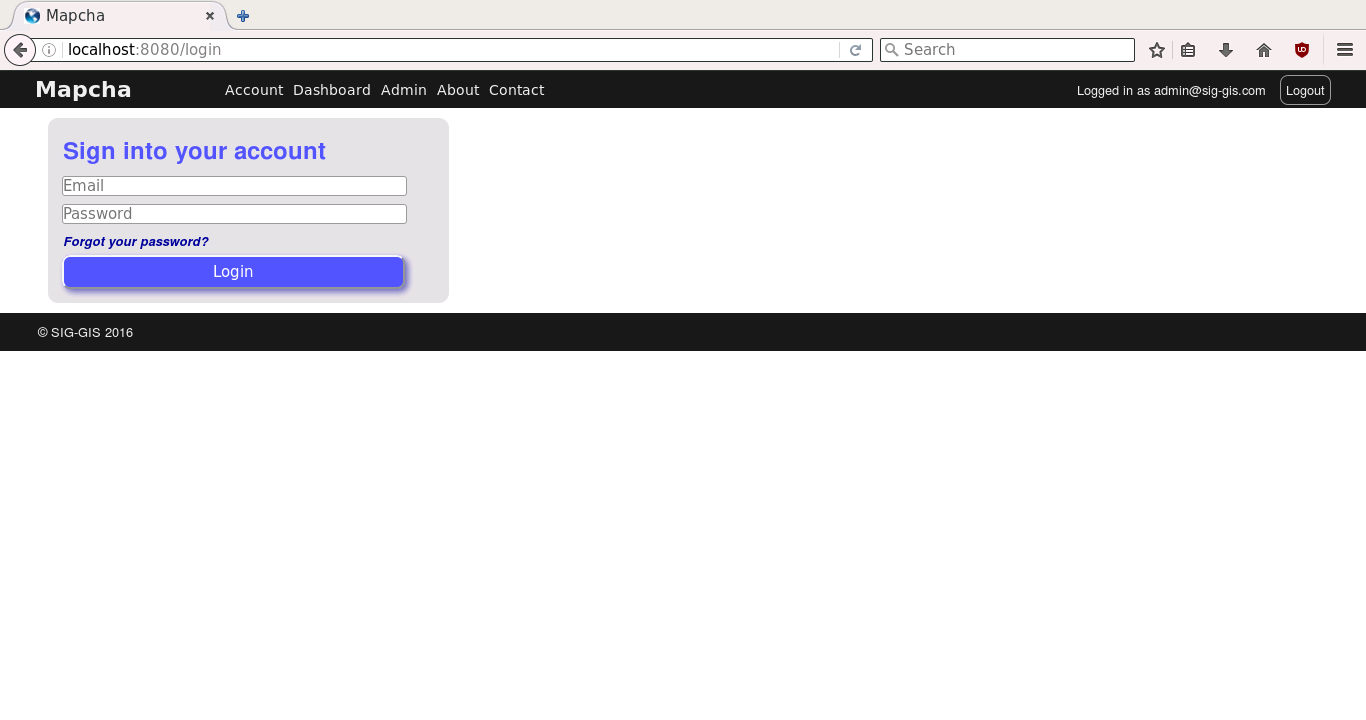 Mapcha
localhost:8080/login
Search
Mapcha Account Dashboard Admin About Contact Logged in as admin@sig-gis.com Logout
Sign into your account
Email
Password
Forgot your password?
Login
© SIG-GIS 2016